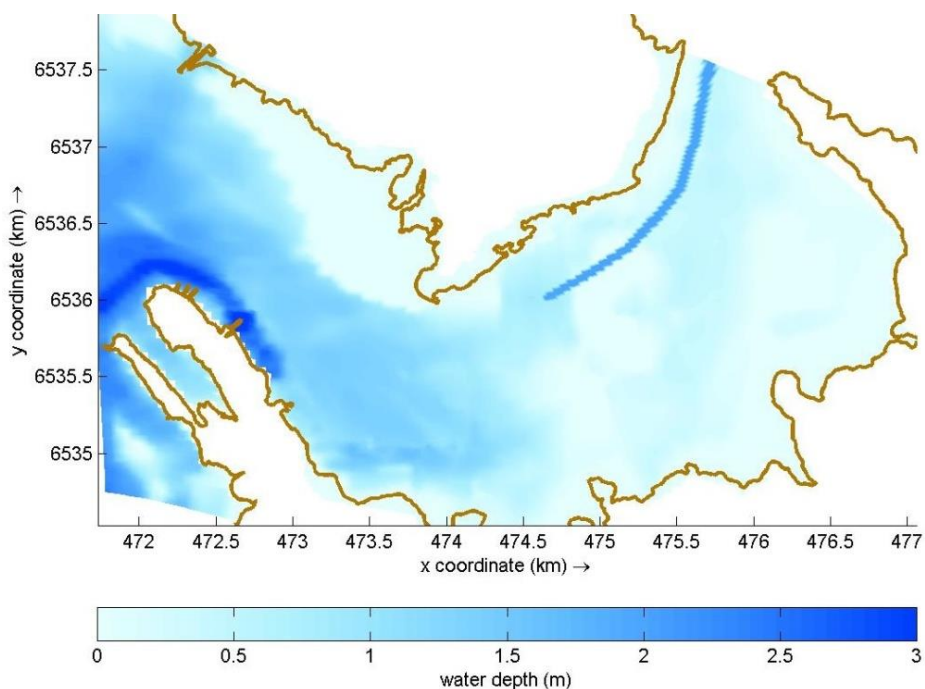 6537.5
6537
6536.5
6536
6535.5
6535
y coordinate (km) →
472 472.5 473 473.5 474 474.5 475 475.5 476 476.5 477
x coordinate (km) →
0 0.5 1 1.5 2 2.5 3
water depth (m)